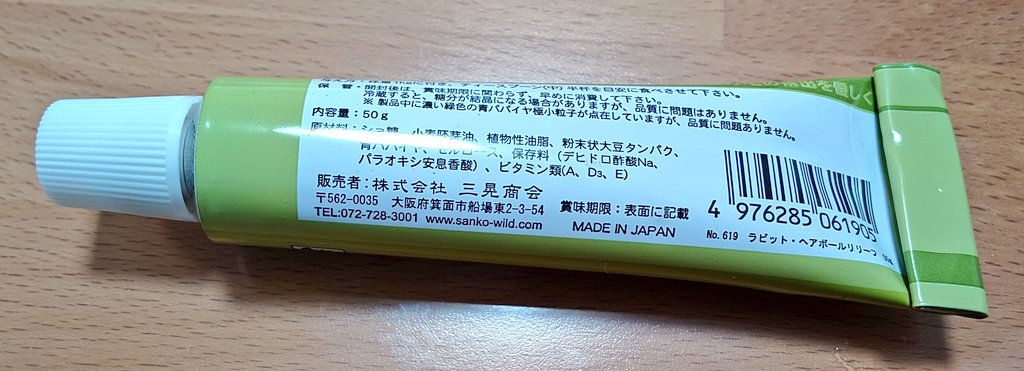 保 管：開封後は、賞味期限に関わらず、早めに消費して下さい。
冷蔵すると、糖分が結晶になる場合がありますが、品質に問題はありません。
※ 製品中に濃い緑色の青パパイヤ極小粒子が点在していますが、品質に問題ありません。
内容量：50g
原材料：ショ糖、小麦胚芽油、植物性油脂、粉末状大豆タンパク、
青パパイヤ、セルロース、保存料（デヒドロ酢酸Na、
パラオキシ安息香酸）、ビタミン類(A、D3、E)
販売者：株式会社 三晃商会
〒562-0035 大阪府箕面市船場東2-3-54
TEL:072-728-3001 www.sanko-wild.com
賞味期限：表面に記載
MADE IN JAPAN
4 976285 061905
No.619 ラビット・ヘアボールリリーフ